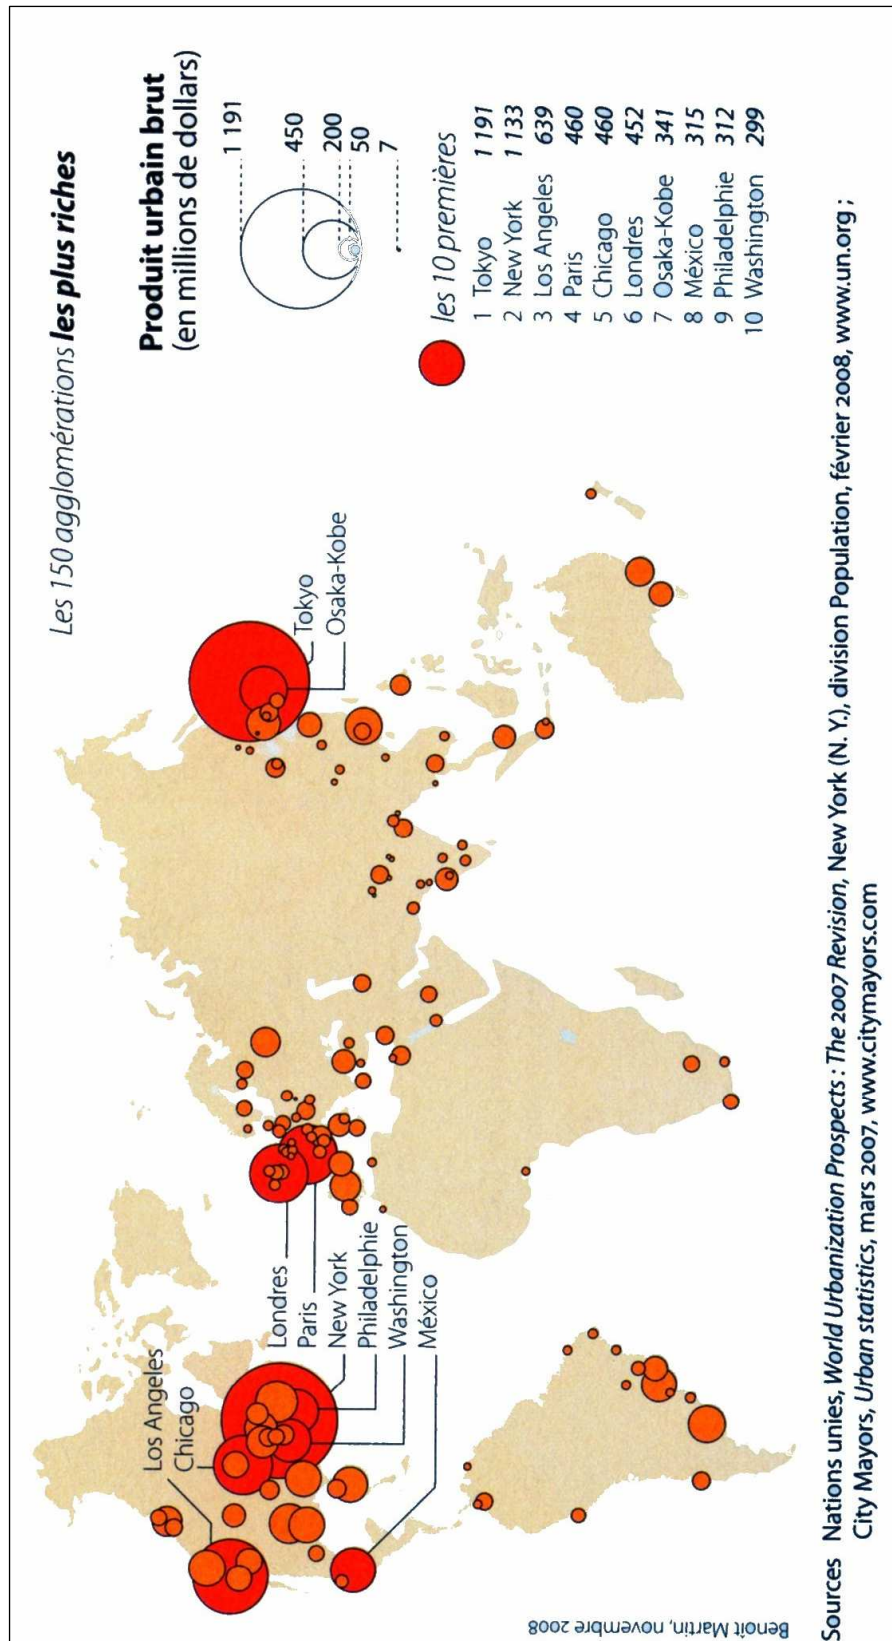 Les 150 agglomérations les plus riches
Produit urbain brut
(en millions de dollars)
1 191
450
200
50
7
les 10 premières
1 Tokyo 1 191
2 New York 1 133
3 Los Angeles 639
4 Paris 460
5 Chicago 460
6 Londres 452
7 Osaka-Kobe 341
8 México 315
9 Philadelphie 312
10 Washington 299
Los Angeles
Chicago
Londres
Paris
New York
Philadelphie
Washington
México
Tokyo
Osaka-Kobe
Benoît Martin, novembre 2008
Sources Nations unies, World Urbanization Prospects : The 2007 Revision, New York (N. Y.), division Population, février 2008, www.un.org ;
City Mayors, Urban statistics, mars 2007, www.citymayors.com